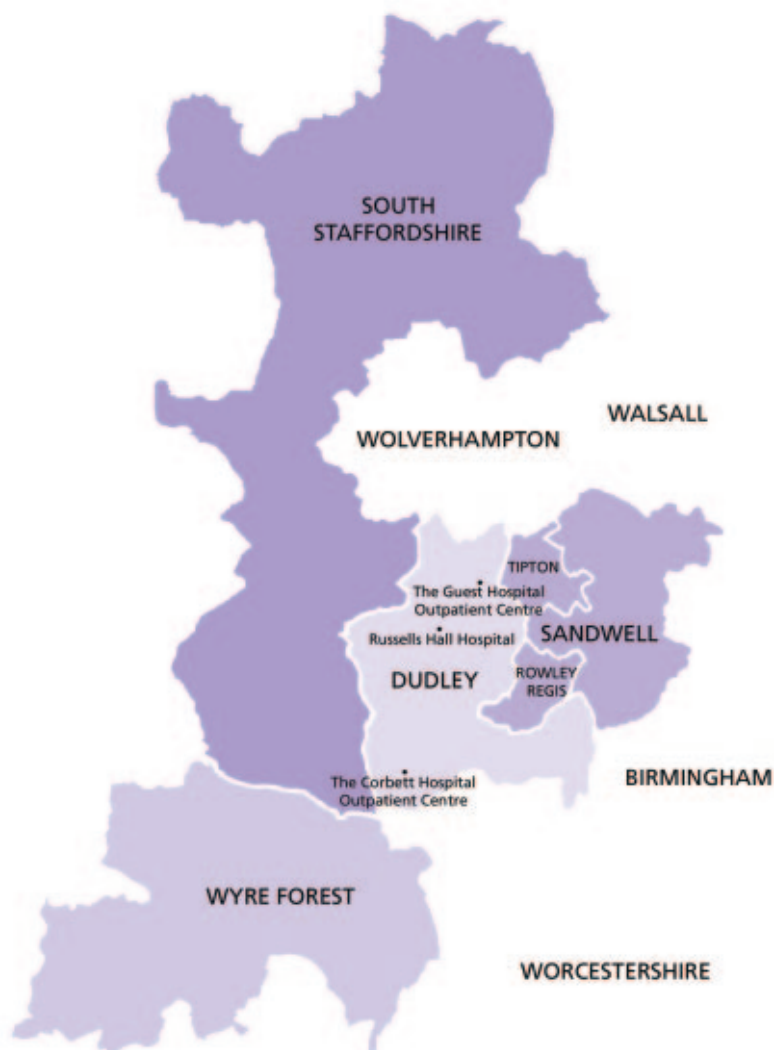 SOUTH
STAFFORDSHIRE
WALSALL
WOLVERHAMPTON
TIPTON
The Guest Hospital
Outpatient Centre
Russells Hall Hospital
SANDWELL
DUDLEY
ROWLEY
REGIS
BIRMINGHAM
The Corbett Hospital
Outpatient Centre
WYRE FOREST
WORCESTERSHIRE